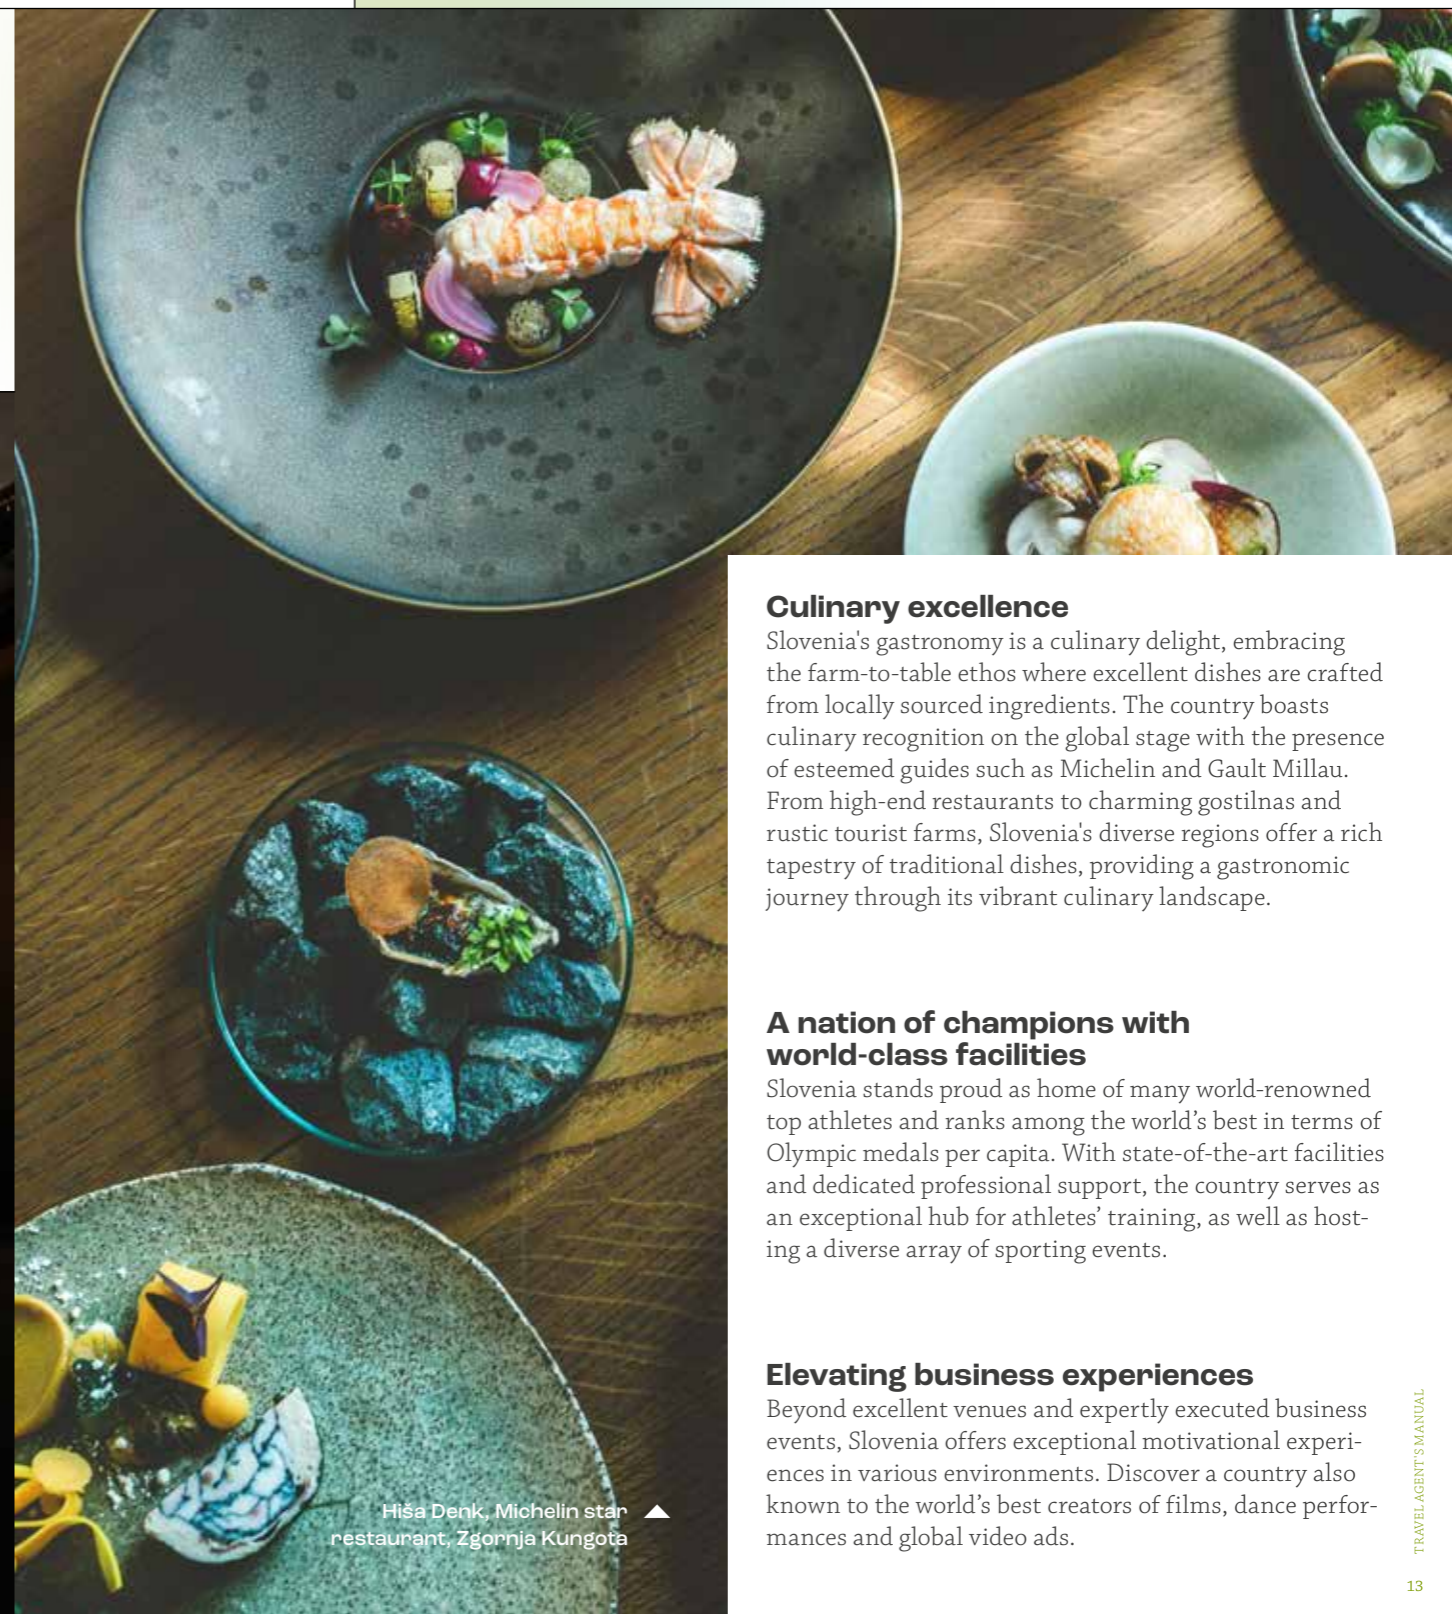 Culinary excellence
Slovenia's gastronomy is a culinary delight, embracing
the farm-to-table ethos where excellent dishes are crafted
from locally sourced ingredients. The country boasts
culinary recognition on the global stage with the presence
of esteemed guides such as Michelin and Gault Millau.
From high-end restaurants to charming gostilnas and
rustic tourist farms, Slovenia's diverse regions offer a rich
tapestry of traditional dishes, providing a gastronomic
journey through its vibrant culinary landscape.
A nation of champions with
world-class facilities
Slovenia stands proud as home of many world-renowned
top athletes and ranks among the world’s best in terms of
Olympic medals per capita. With state-of-the-art facilities
and dedicated professional support, the country serves as
an exceptional hub for athletes’ training, as well as host-
ing a diverse array of sporting events.
Elevating business experiences
Beyond excellent venues and expertly executed business
events, Slovenia offers exceptional motivational experi-
ences in various environments. Discover a country also
known to the world’s best creators of films, dance perfor-
mances and global video ads.
Hiša Denk, Michelin star
restaurant, Zgornja Kungota
TRAVEL AGENT'S MANUAL
13